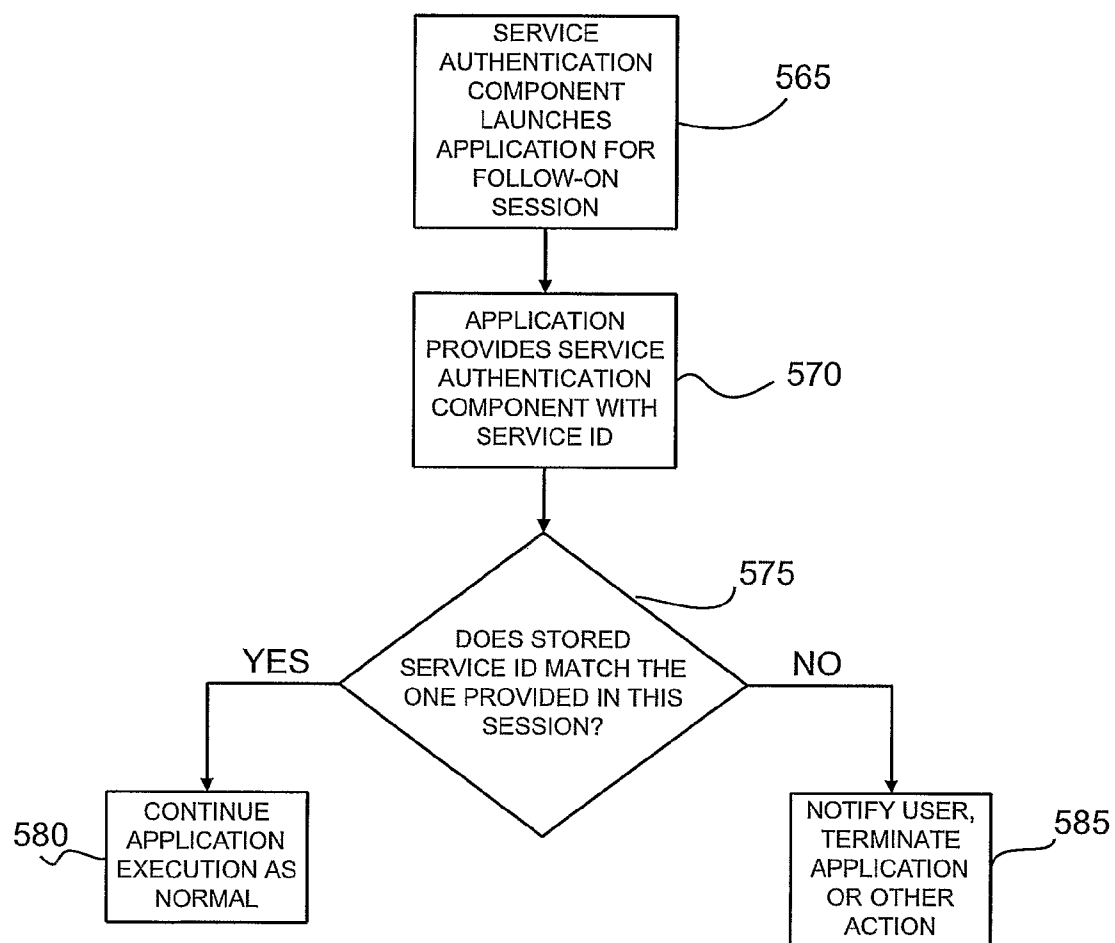 SERVICE
AUTHENTICATION
COMPONENT
LAUNCHES
APPLICATION FOR
FOLLOW-ON
SESSION
565
APPLICATION
PROVIDES SERVICE
AUTHENTICATION
COMPONENT WITH
SERVICE ID
570
575
DOES STORED
SERVICE ID MATCH THE
ONE PROVIDED IN THIS
SESSION?
YES
NO
580
CONTINUE
APPLICATION
EXECUTION AS
NORMAL
NOTIFY USER,
TERMINATE
APPLICATION
OR OTHER
ACTION
585